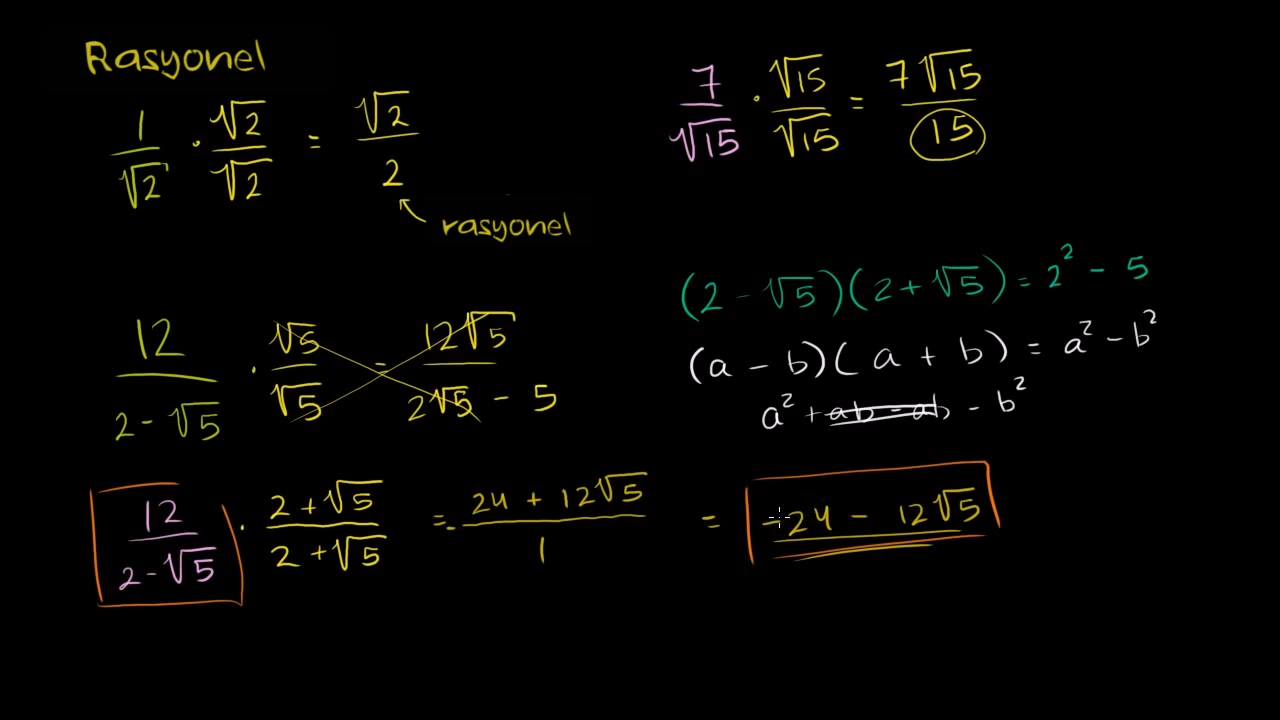 Rasyonel
1/√2 · √2/√2 = √2/2
rasyonel
7/√15 · √15/√15 = 7√15/15
12/(2 - √5) · √5/√5 = 12√5/(2√5 - 5)
(2 - √5)(2 + √5) = 2² - 5
(a - b)(a + b) = a² - b²
a² + ab - ab - b²
12/(2 - √5) · (2 + √5)/(2 + √5) = - (24 + 12√5)/1 = -24 - 12√5